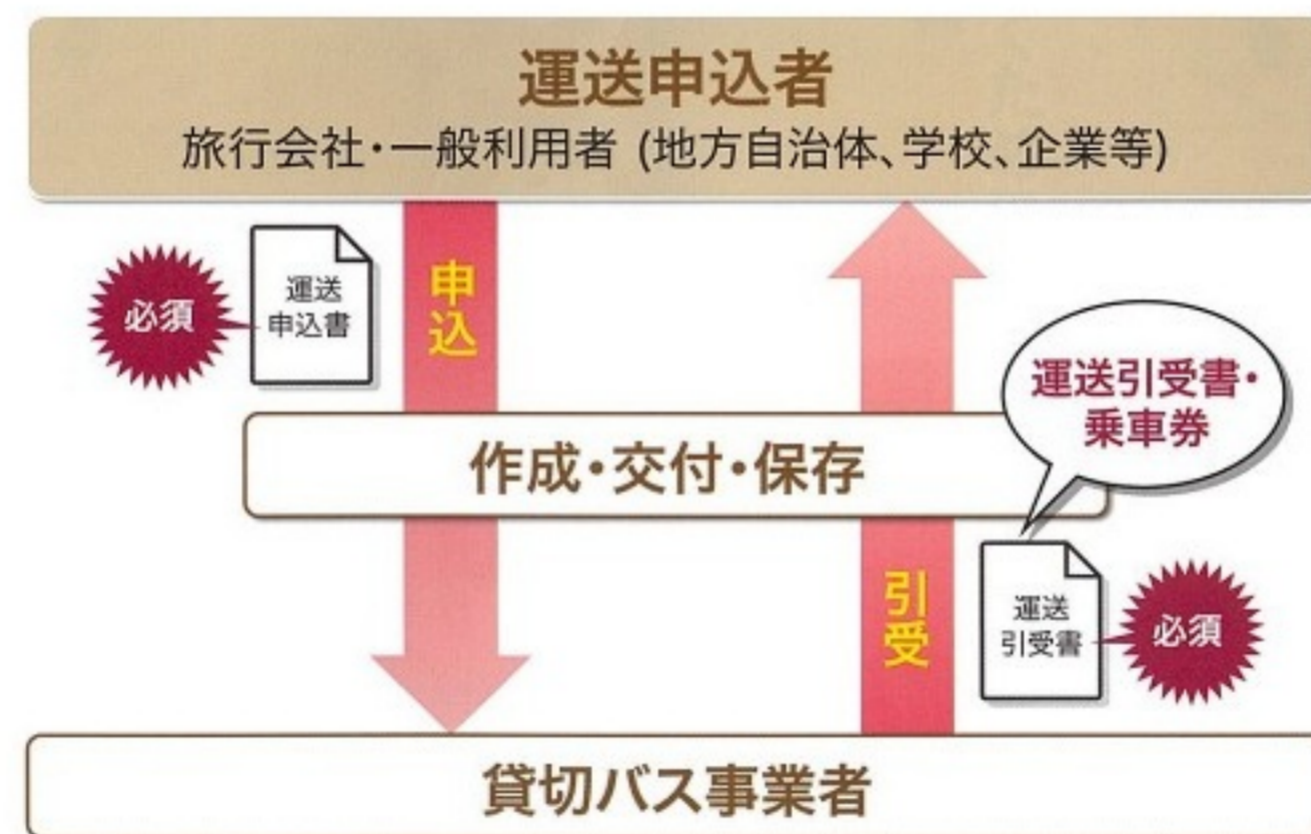 運送申込者
旅行会社・一般利用者 (地方自治体、学校、企業等)
必須
運送
申込書
申込
運送引受書・
乗車券
作成・交付・保存
引受
運送
引受書
必須
貸切バス事業者